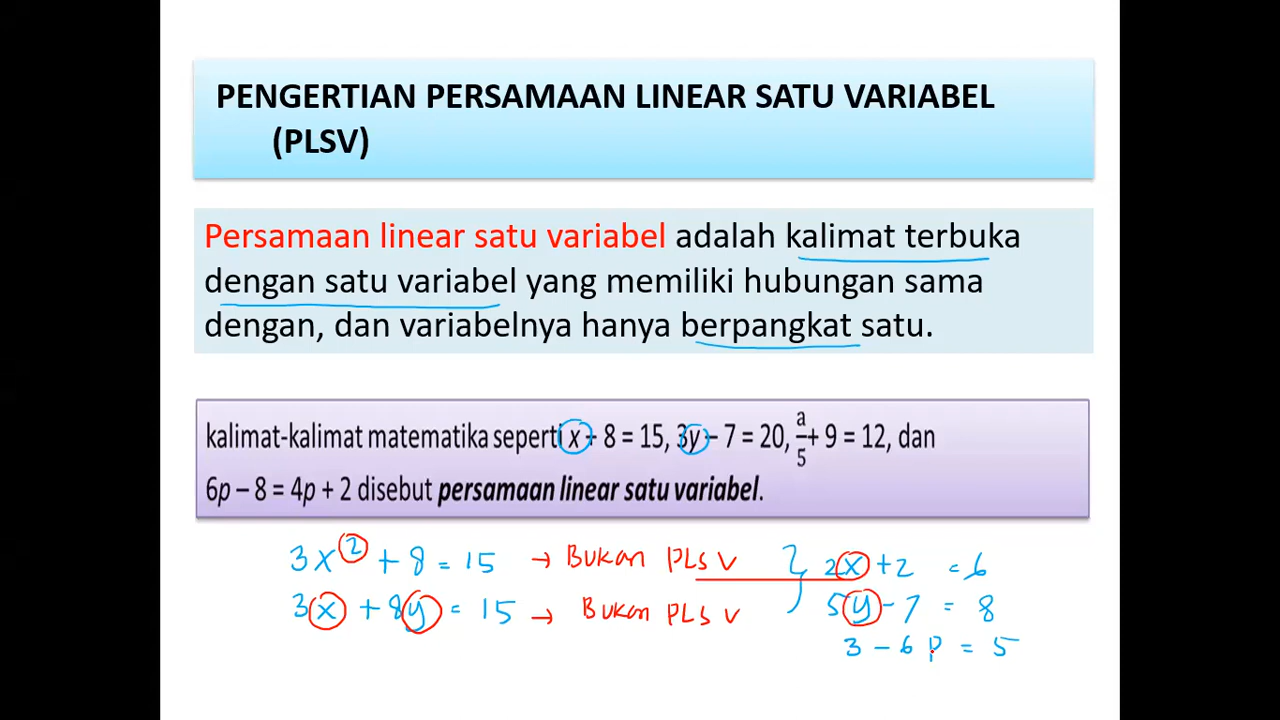 PENGERTIAN PERSAMAAN LINEAR SATU VARIABEL
(PLSV)
Persamaan linear satu variabel adalah kalimat terbuka
dengan satu variabel yang memiliki hubungan sama
dengan, dan variabelnya hanya berpangkat satu.
kalimat-kalimat matematika seperti x + 8 = 15, 3y – 7 = 20, a/5 + 9 = 12, dan
6p – 8 = 4p + 2 disebut persamaan linear satu variabel.
3x² + 8 = 15 → Bukan PLSV
3x + 8y = 15 → Bukan PLSV
2x + 2 = 6
5y - 7 = 8
3 - 6p = 5